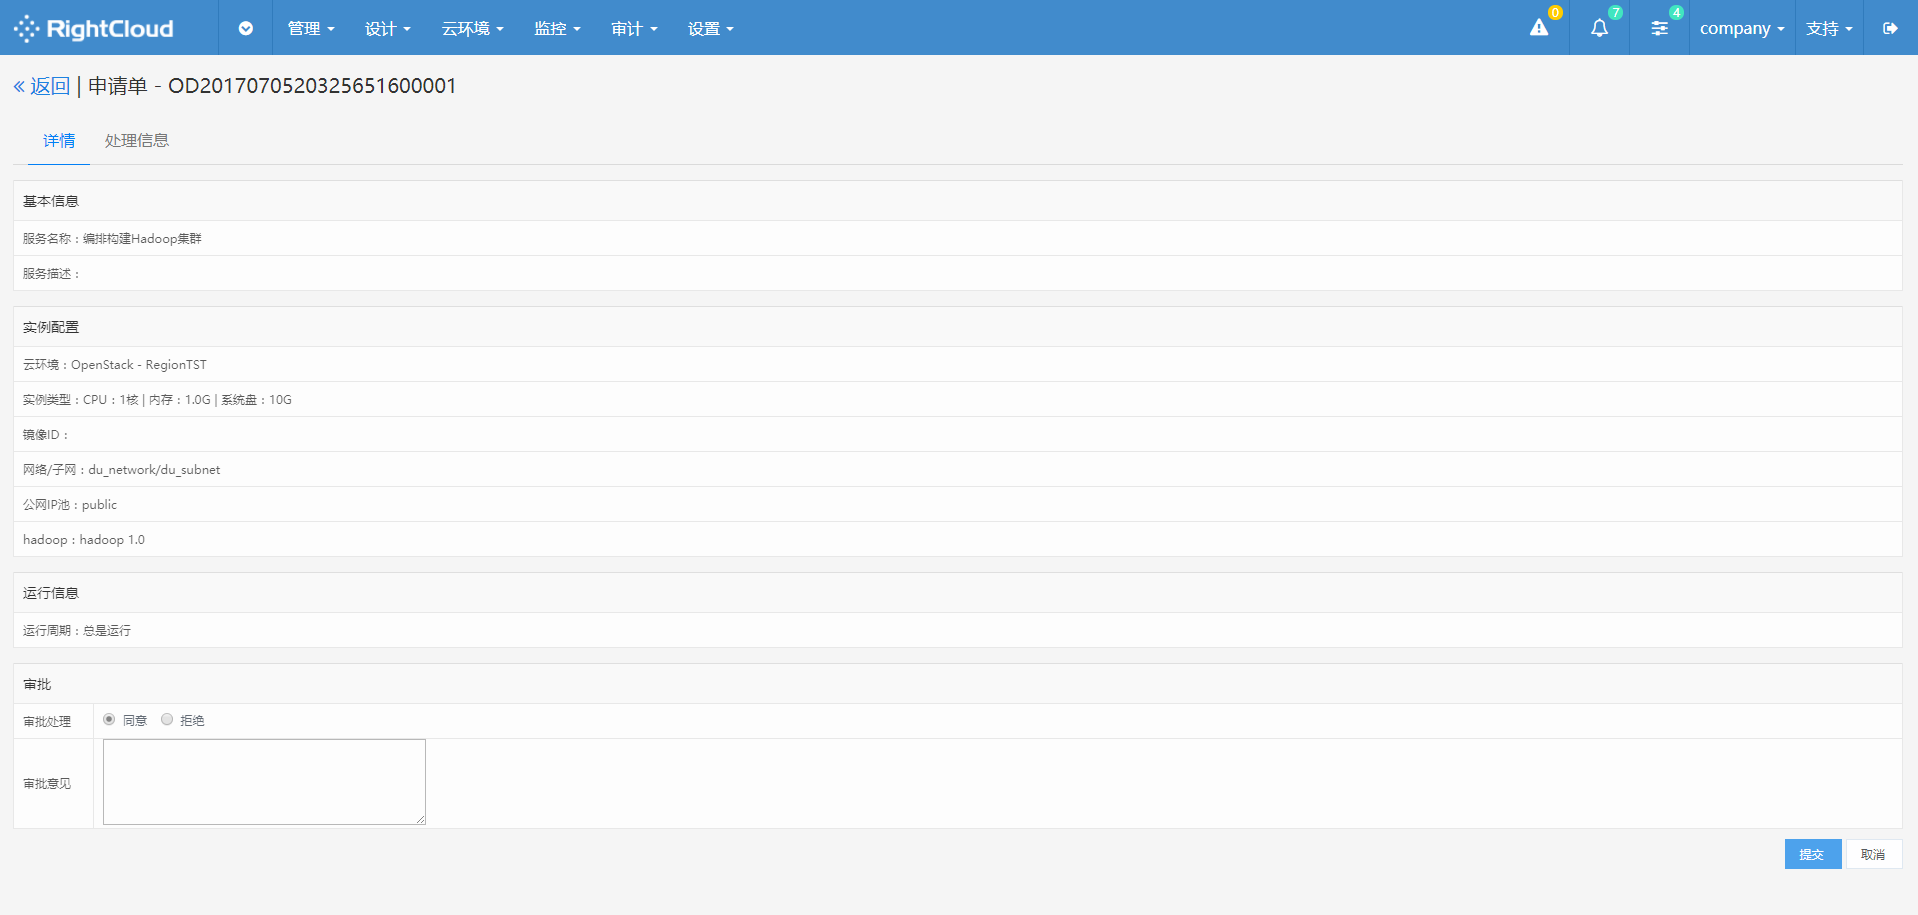 RightCloud 管理 设计 云环境 监控 审计 设置 0 7 4 company 支持
« 返回 | 申请单 - OD2017070520325651600001
详情 处理信息
基本信息
服务名称：编排构建Hadoop集群
服务描述：
实例配置
云环境：OpenStack - RegionTST
实例类型：CPU：1核 | 内存：1.0G | 系统盘：10G
镜像ID：
网络/子网：du_network/du_subnet
公网IP池：public
hadoop：hadoop 1.0
运行信息
运行周期：总是运行
审批
审批处理 同意 拒绝
审批意见
提交 取消